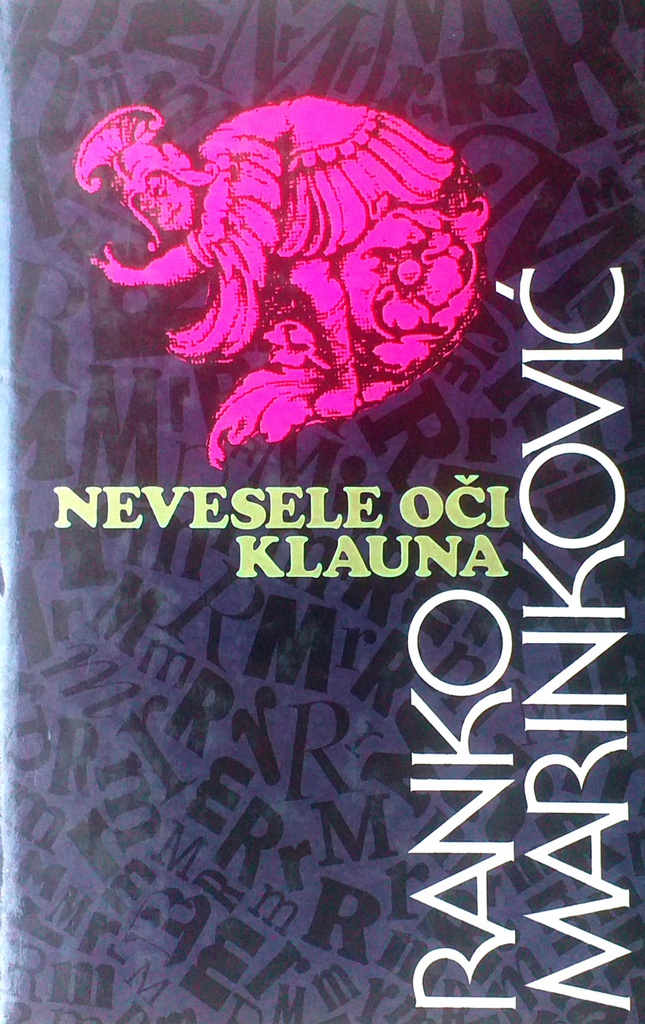 NEVESELE OČI
KLAUNA
RANKO
MARINKOVIĆ